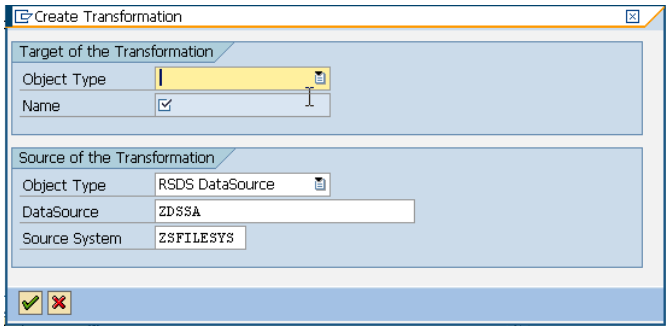 Create Transformation
Target of the Transformation
Object Type
Name
Source of the Transformation
Object Type RSDS DataSource
DataSource ZDSSA
Source System ZSFILESYS